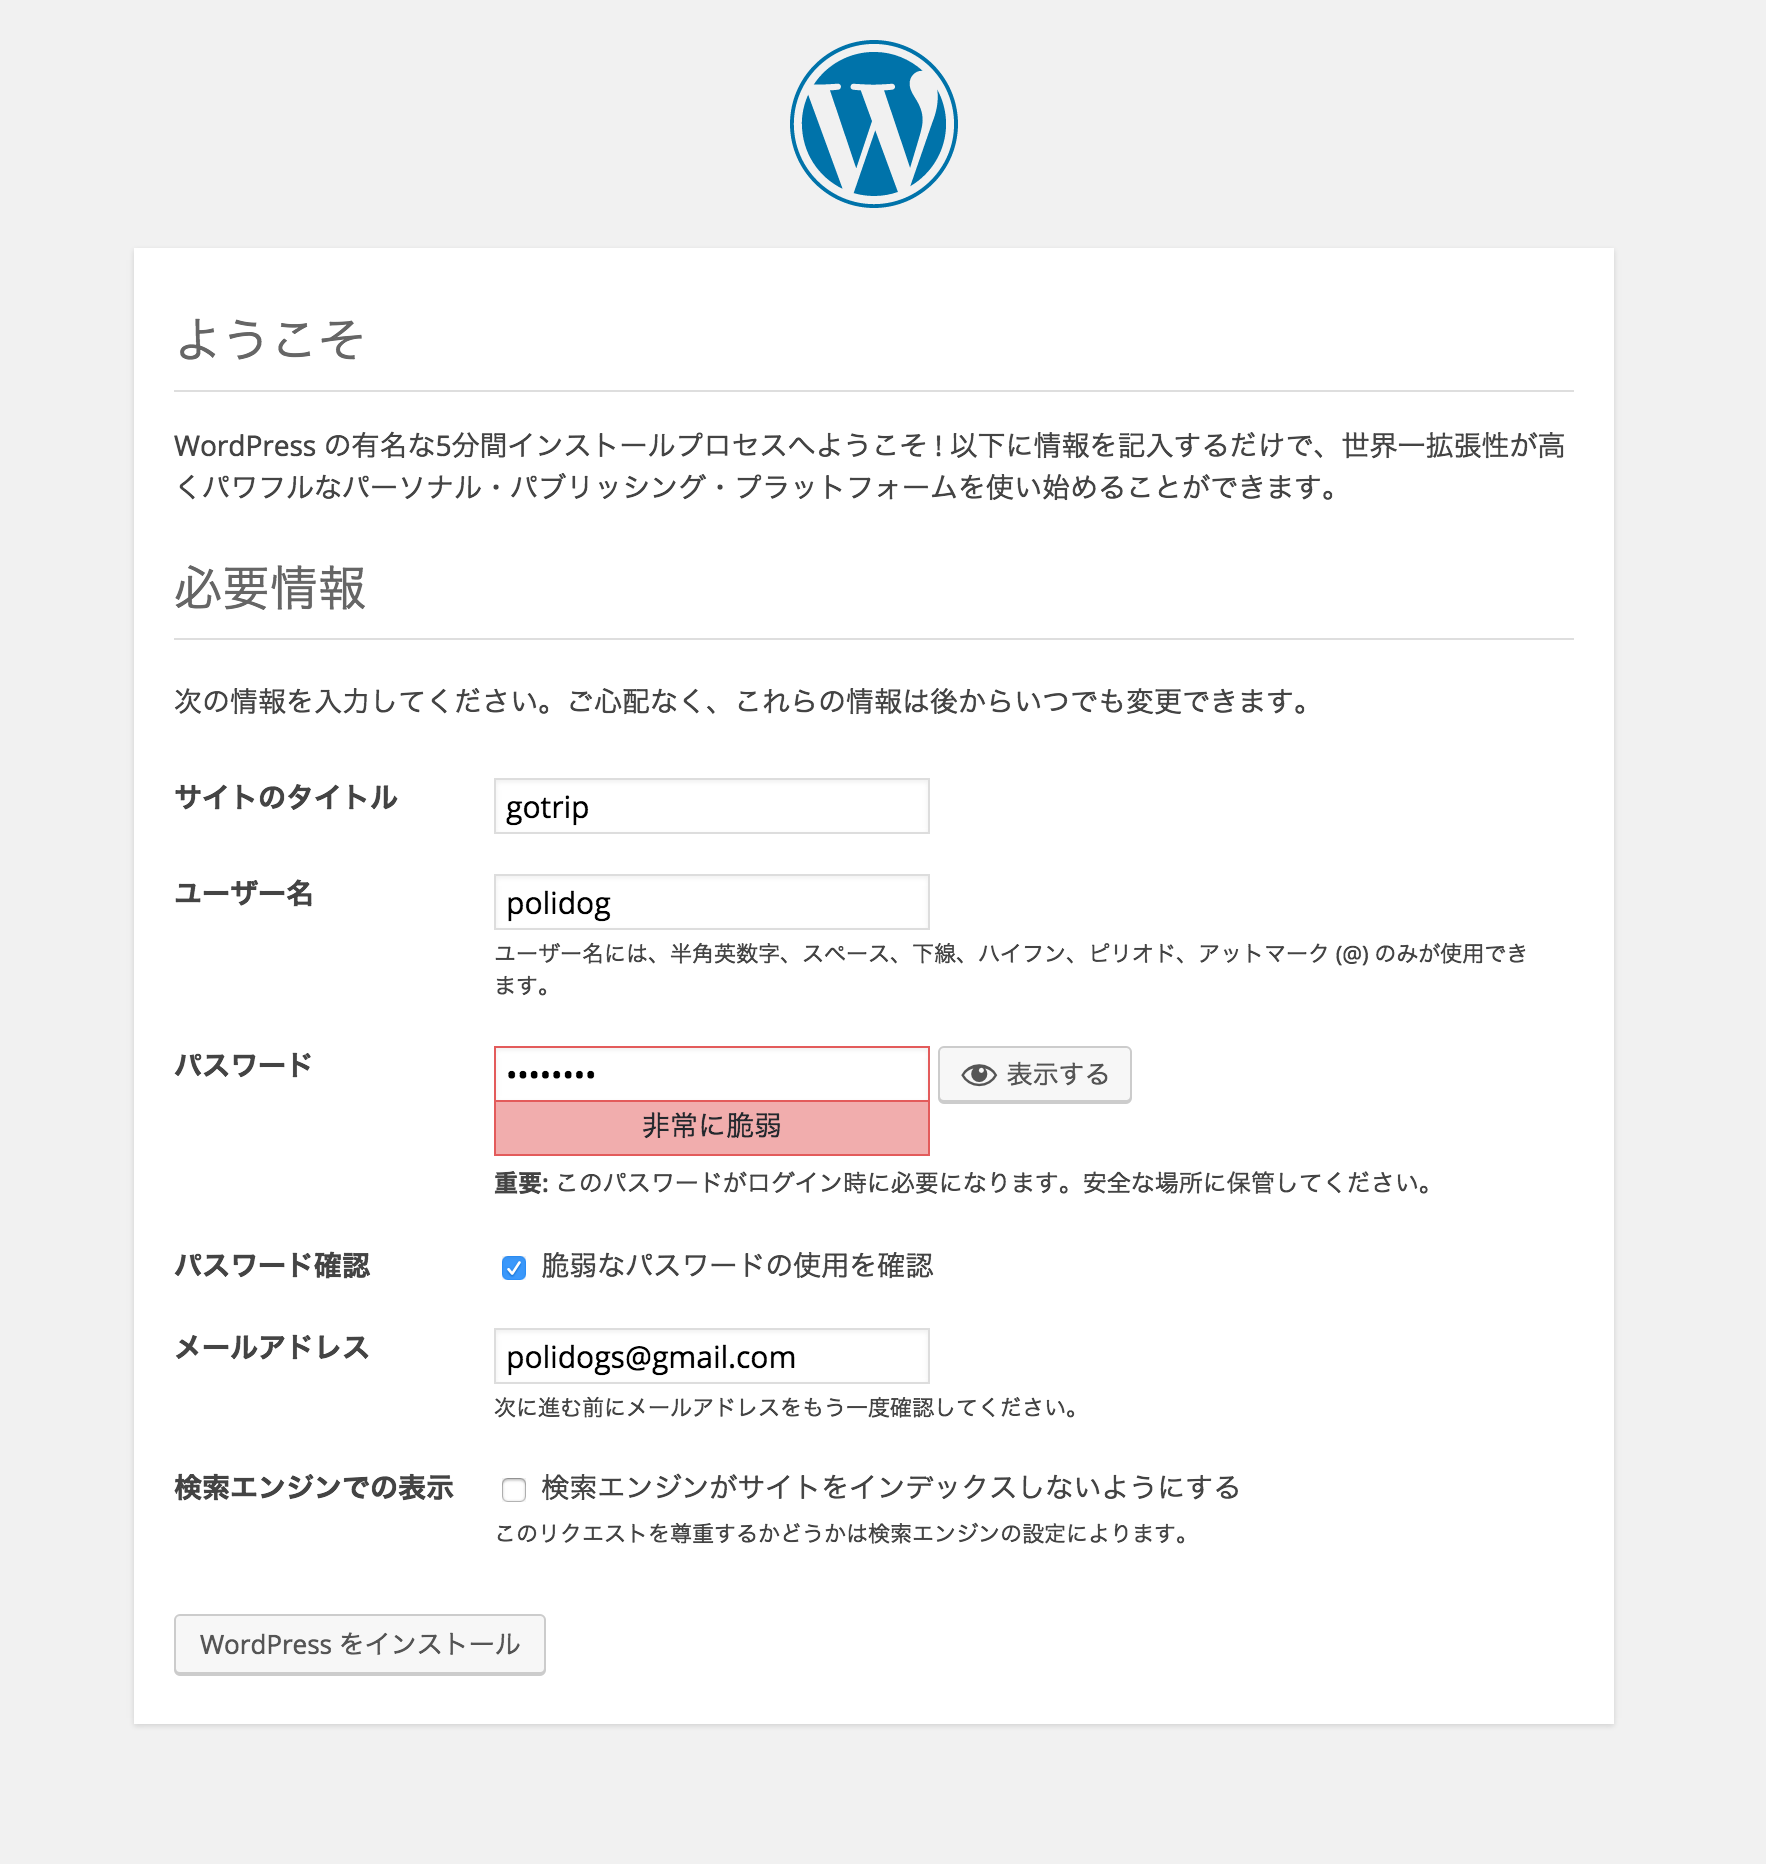 ようこそ
WordPress の有名な5分間インストールプロセスへようこそ ! 以下に情報を記入するだけで、世界一拡張性が高
くパワフルなパーソナル・パブリッシング・プラットフォームを使い始めることができます。
必要情報
次の情報を入力してください。ご心配なく、これらの情報は後からいつでも変更できます。
サイトのタイトル
gotrip
ユーザー名
polidog
ユーザー名には、半角英数字、スペース、下線、ハイフン、ピリオド、アットマーク (@) のみが使用でき
ます。
パスワード
••••••••
表示する
非常に脆弱
重要: このパスワードがログイン時に必要になります。安全な場所に保管してください。
パスワード確認
脆弱なパスワードの使用を確認
メールアドレス
polidogs@gmail.com
次に進む前にメールアドレスをもう一度確認してください。
検索エンジンでの表示
検索エンジンがサイトをインデックスしないようにする
このリクエストを尊重するかどうかは検索エンジンの設定によります。
WordPress をインストール